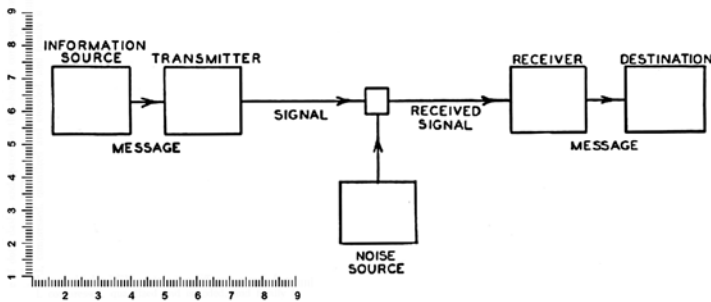 INFORMATION
SOURCE
TRANSMITTER
RECEIVER
DESTINATION
SIGNAL
RECEIVED
SIGNAL
MESSAGE
MESSAGE
NOISE
SOURCE
9
8
7
6
5
4
3
2
1
2 3 4 5 6 7 8 9